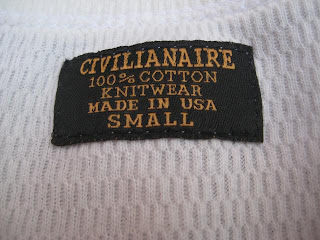 CIVILIANAIRE
100% COTTON
KNITWEAR
MADE IN USA
SMALL